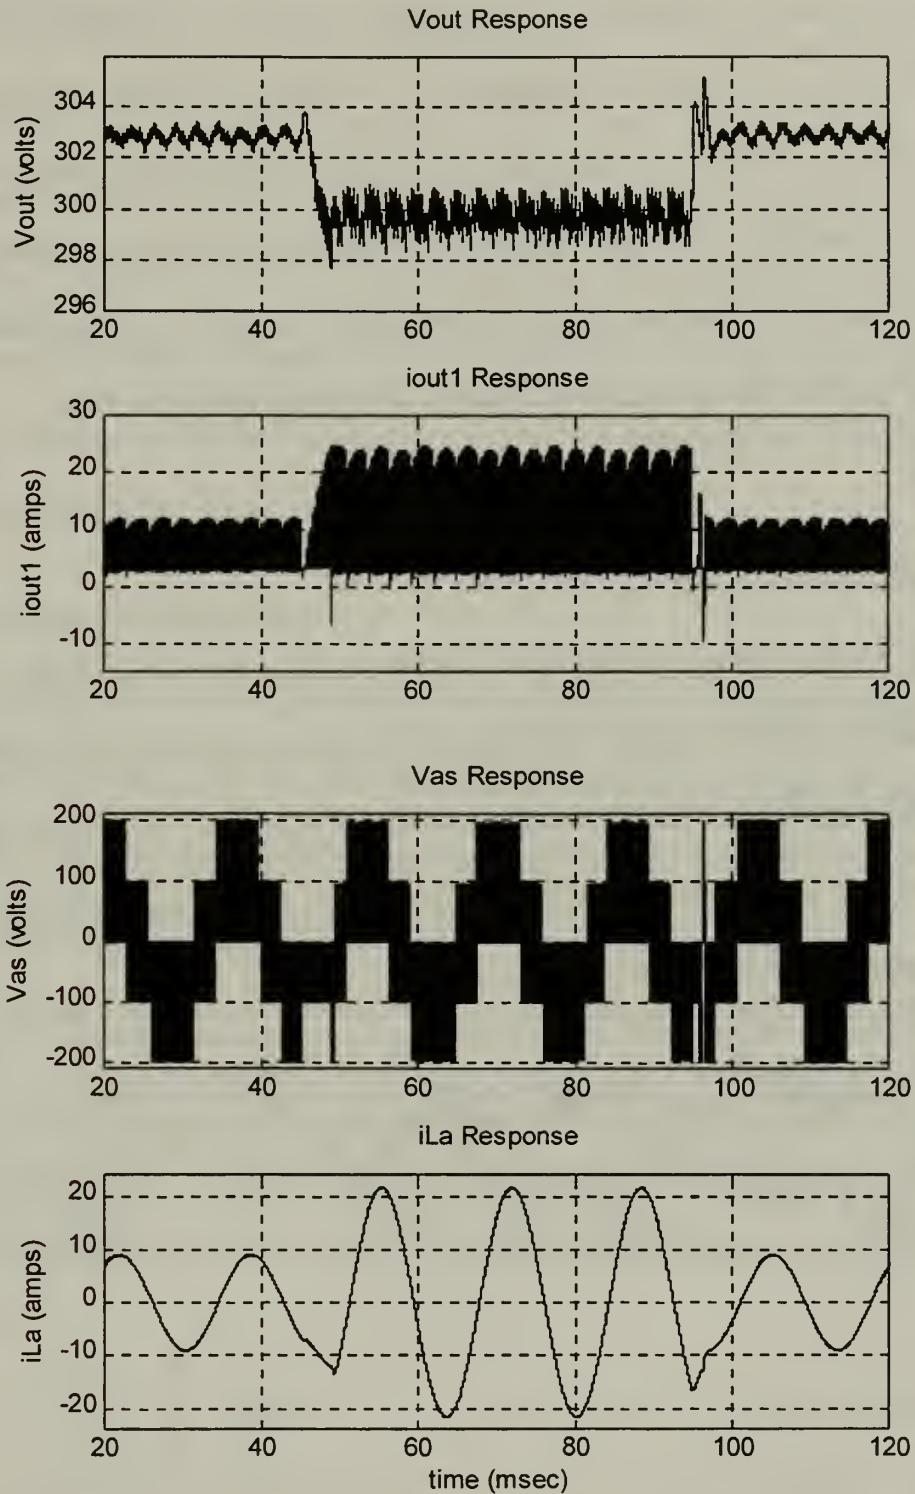 Vout Response
304
302
300
298
296
Vout (volts)
20 40 60 80 100 120
iout1 Response
30
20
10
0
-10
iout1 (amps)
20 40 60 80 100 120
Vas Response
200
100
0
-100
-200
Vas (volts)
20 40 60 80 100 120
iLa Response
20
10
0
-10
-20
iLa (amps)
20 40 60 80 100 120
time (msec)